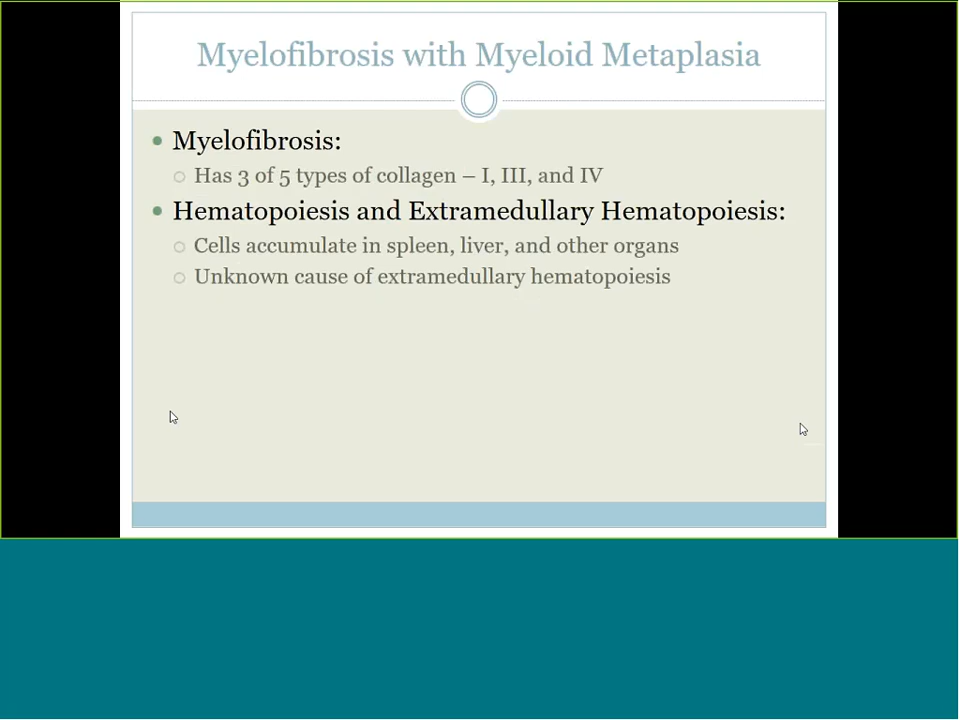 Myelofibrosis with Myeloid Metaplasia
Myelofibrosis:
Has 3 of 5 types of collagen – I, III, and IV
Hematopoiesis and Extramedullary Hematopoiesis:
Cells accumulate in spleen, liver, and other organs
Unknown cause of extramedullary hematopoiesis